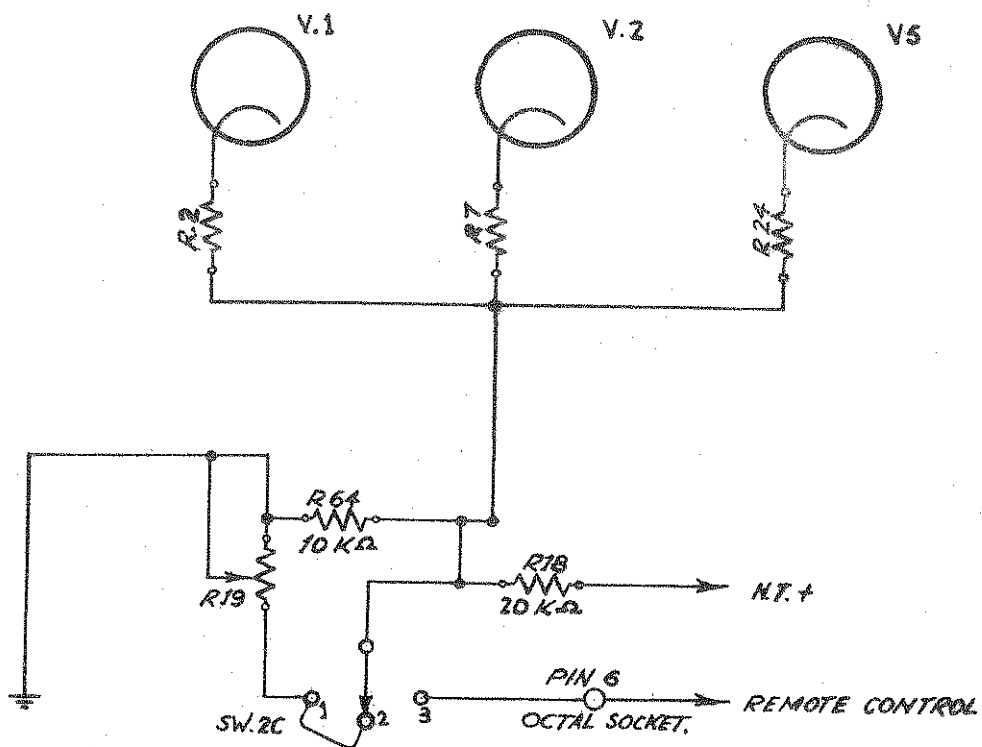 V.1
V.2
V5
R.2
R7
R24
R64
10 KΩ
R18
20 KΩ
H.T. +
R.19
PIN 6
OCTAL SOCKET.
REMOTE CONTROL
SW.2C
1
2
3